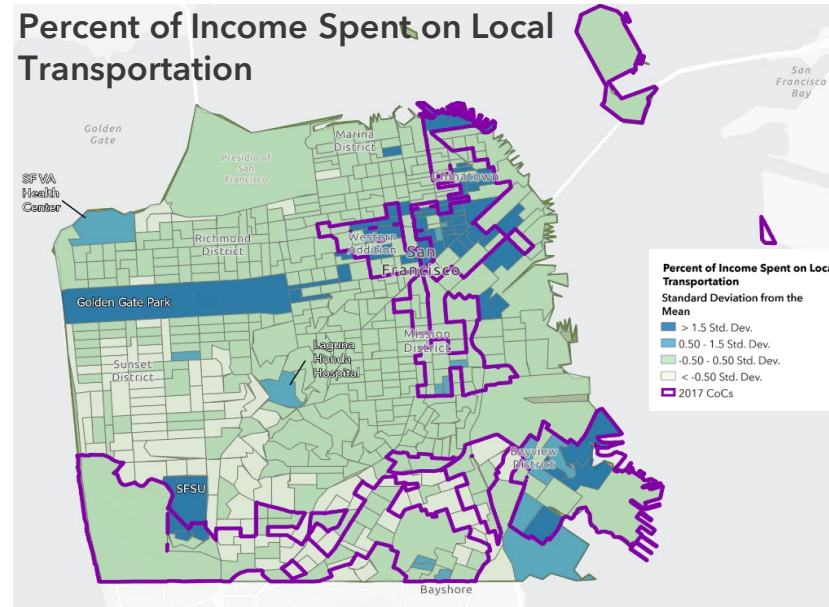 Percent of Income Spent on Local
Transportation
Golden
Gate
San
Francisco
Bay
Marina
District
Presidio of
San
Francisco
SF VA
Health
Center
Chinatown
Richmond
District
Western
Addition
San
Francisco
Golden Gate Park
Mission
District
Laguna
Honda
Hospital
Sunset
District
Bayview
District
SFSU
Bayshore
Percent of Income Spent on Local
Transportation
Standard Deviation from the
Mean
> 1.5 Std. Dev.
0.50 - 1.5 Std. Dev.
-0.50 - 0.50 Std. Dev.
< -0.50 Std. Dev.
2017 CoCs